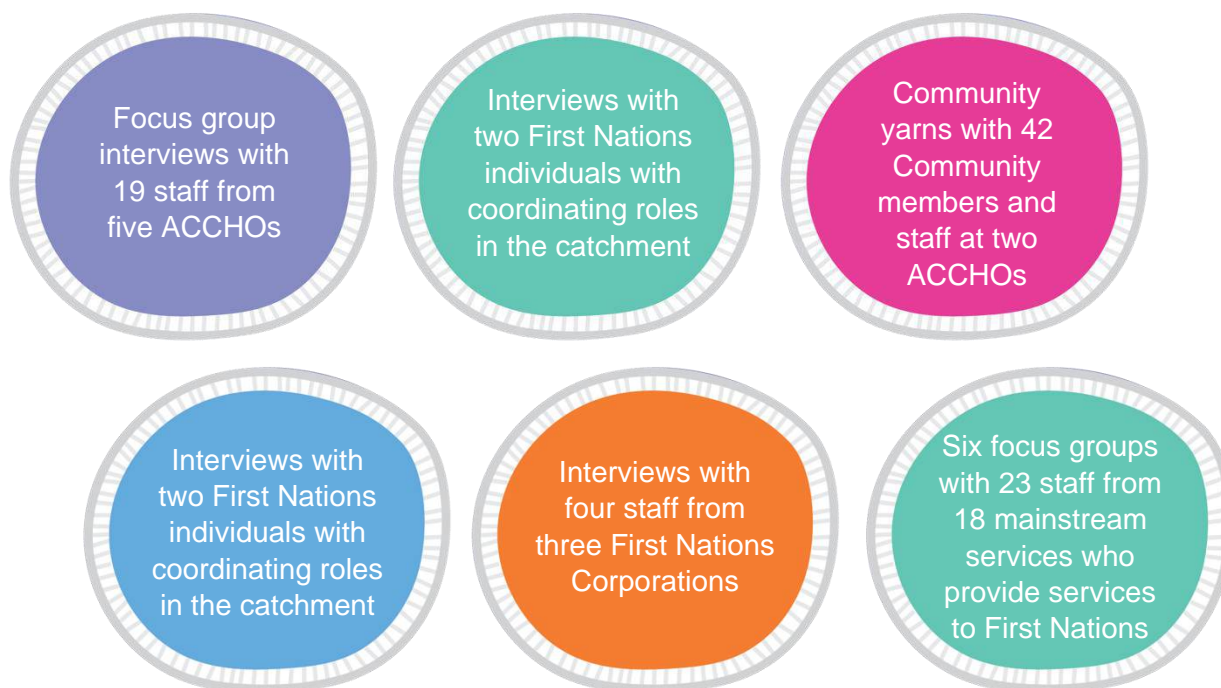 Focus group
interviews with
19 staff from
five ACCHOs
Interviews with
two First Nations
individuals with
coordinating roles
in the catchment
Community
yarns with 42
Community
members and
staff at two
ACCHOs
Interviews with
two First Nations
individuals with
coordinating roles
in the catchment
Interviews with
four staff from
three First Nations
Corporations
Six focus groups
with 23 staff from
18 mainstream
services who
provide services
to First Nations